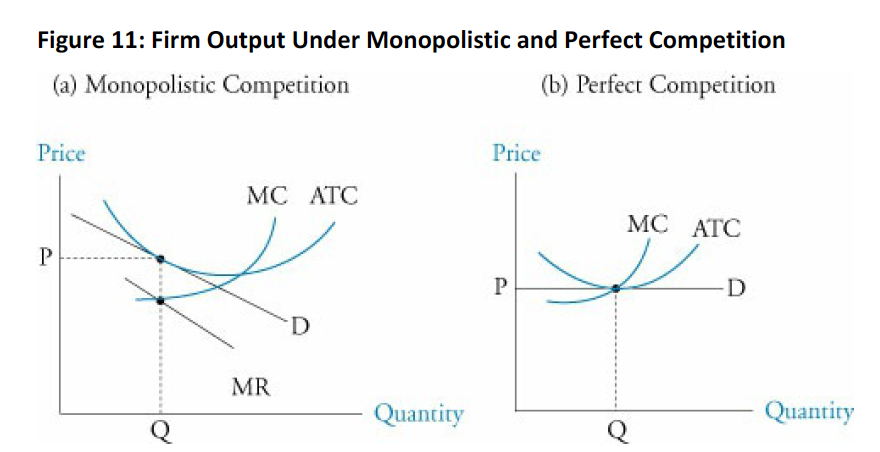 Figure 11: Firm Output Under Monopolistic and Perfect Competition
(a) Monopolistic Competition
Price
MC ATC
P
D
MR
Quantity
Q
(b) Perfect Competition
Price
MC ATC
P
D
Quantity
Q